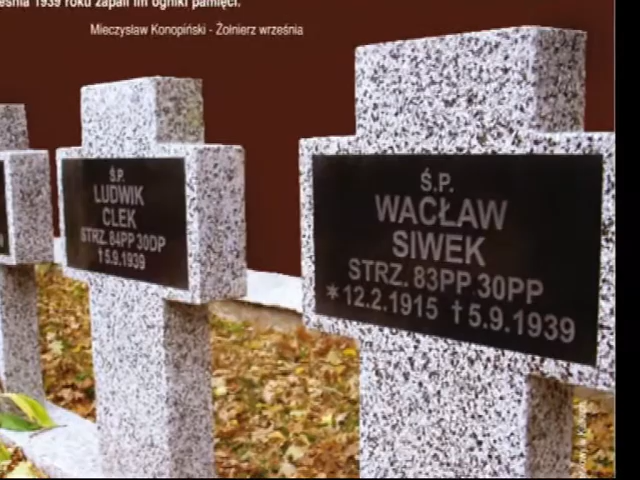 1939 roku zapali im ogniki pamięci.
Mieczysław Konopiński - Żołnierz września
Ś.P.
LUDWIK
CLEK
STRZ. 84PP 30DP
†5.9.1939
Ś.P.
WACŁAW
SIWEK
STRZ. 83PP 30PP
*12.2.1915 †5.9.1939